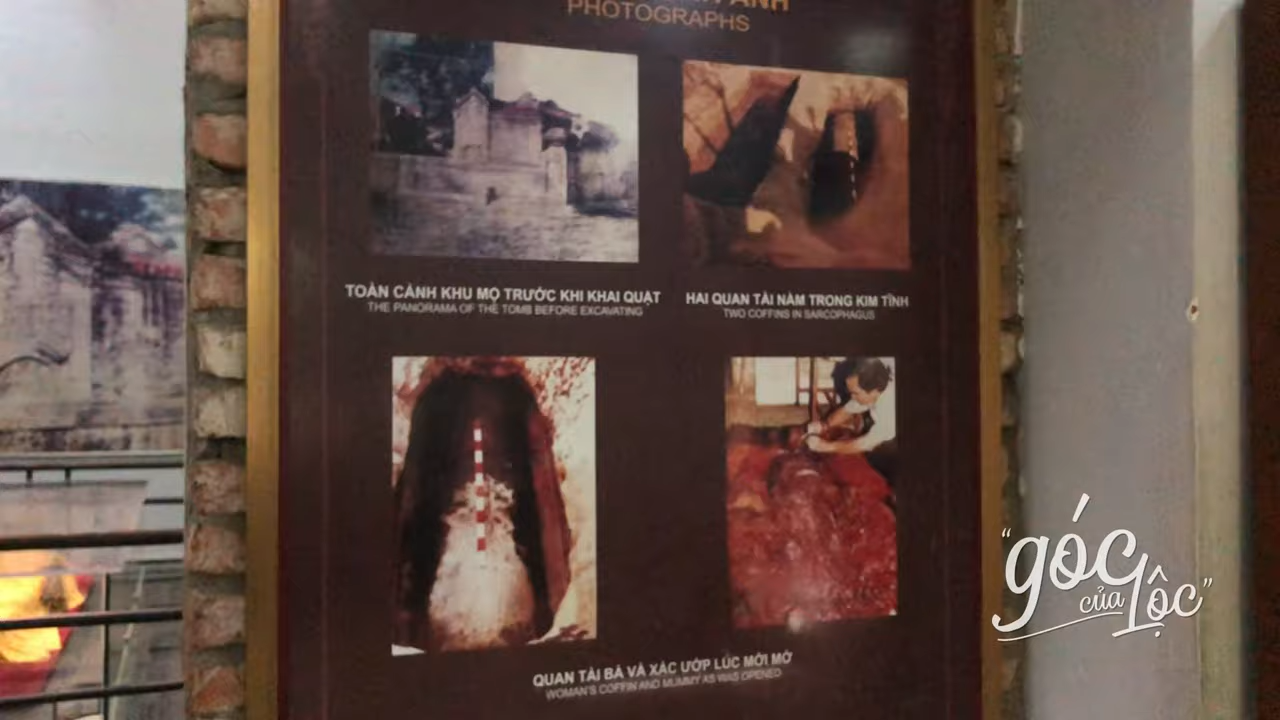 ẢNH
PHOTOGRAPHS
TOÀN CẢNH KHU MỘ TRƯỚC KHI KHAI QUẬT
THE PANORAMA OF THE TOMB BEFORE EXCAVATING
HAI QUAN TÀI NẰM TRONG KIM TĨNH
TWO COFFINS IN SARCOPHAGUS
QUAN TÀI BÀ VÀ XÁC ƯỚP LÚC MỚI MỞ
WOMAN'S COFFIN AND MUMMY AS WAS OPENED
"góc
của Lộc"